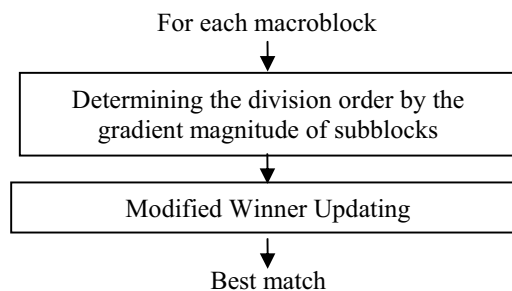 For each macroblock
Determining the division order by the
gradient magnitude of subblocks
Modified Winner Updating
Best match